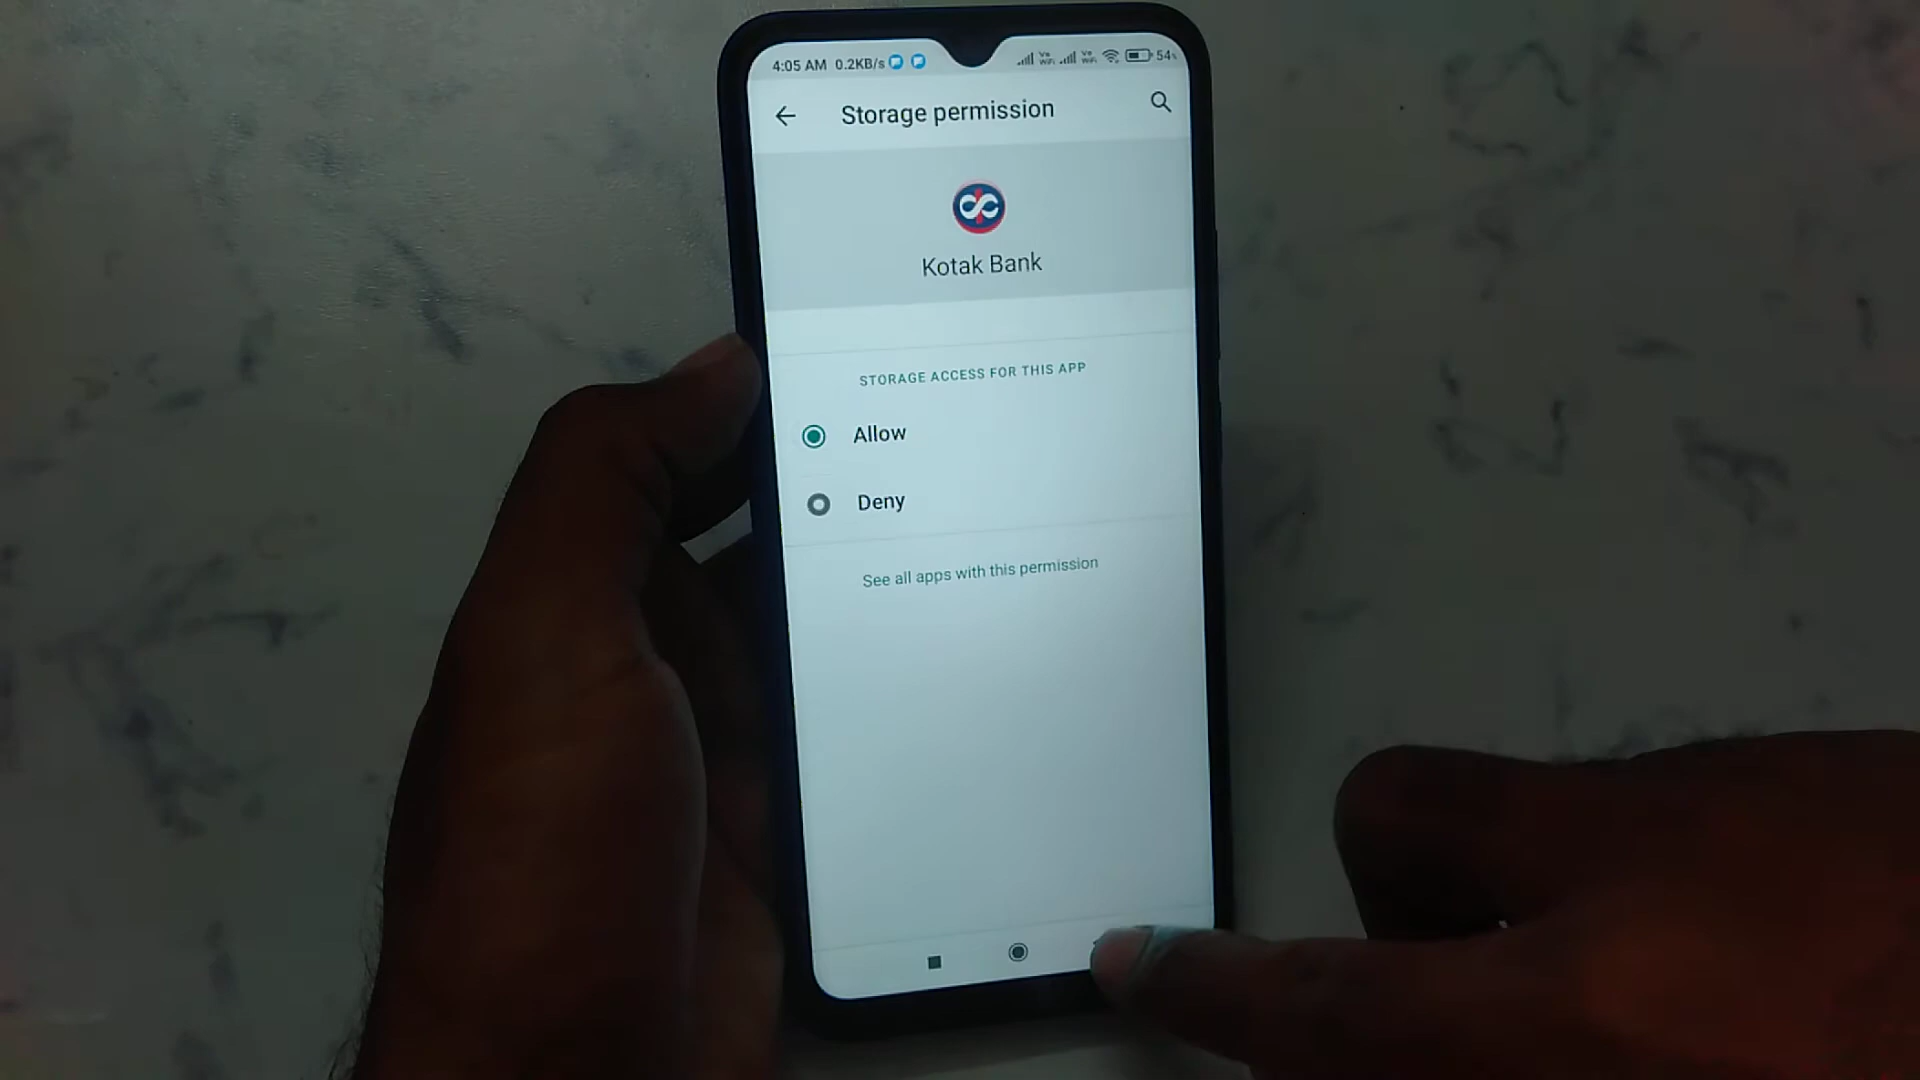 4:05 AM 0.2KB/s 54%
Storage permission
Kotak Bank
STORAGE ACCESS FOR THIS APP
Allow
Deny
See all apps with this permission